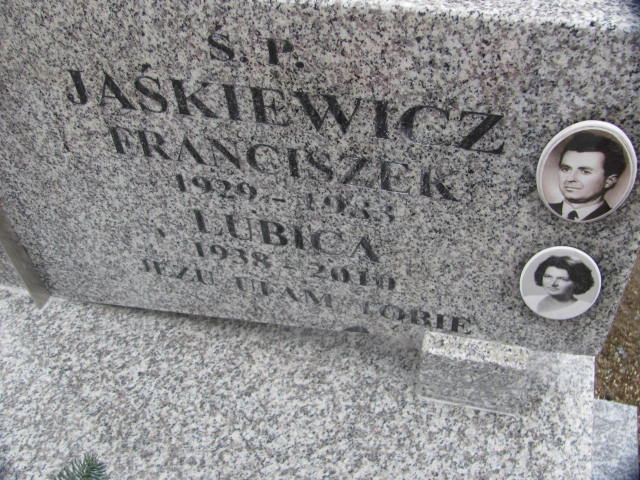 Ś. P.
JAŚKIEWICZ
FRANCISZEK
1929 - 1983
LUBICA
1938 - 2010
JEZU UFAM TOBIE